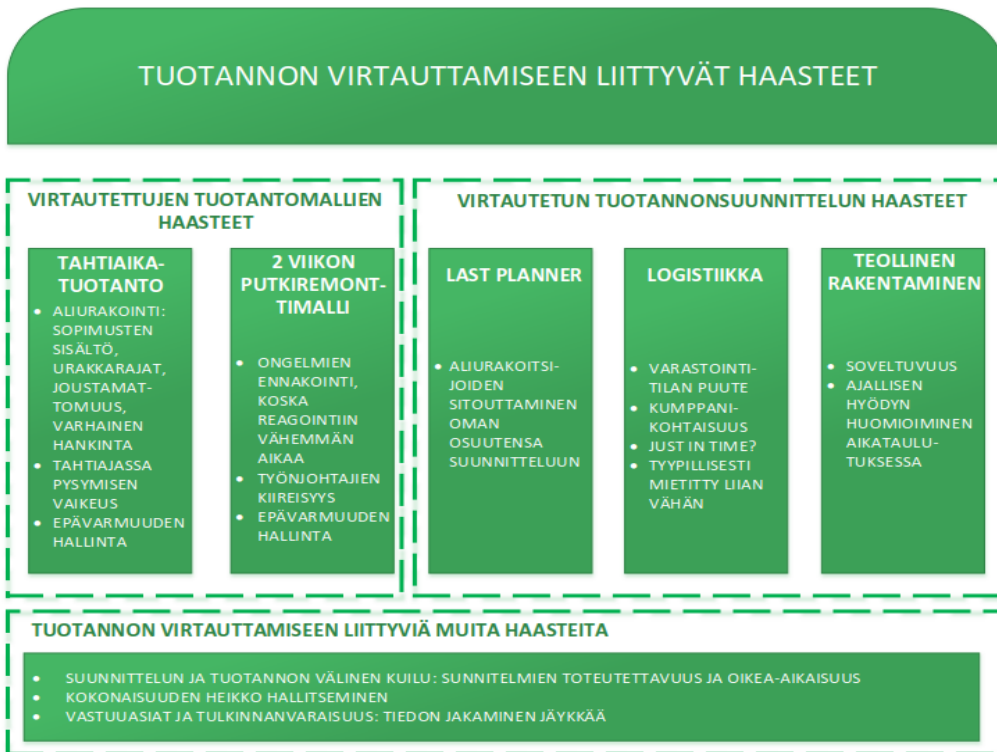 TUOTANNON VIRTAUTTAMISEEN LIITTYVÄT HAASTEET
VIRTAUTETTUJEN TUOTANTOMALLIEN
HAASTEET
TAHTIAIKA-
TUOTANTO
• ALIURAKOINTI:
SOPIMUSTEN
SISÄLTÖ,
URAKKARAJAT,
JOUSTAMAT-
TOMUUS,
VARHAINEN
HANKINTA
• TAHTIAJASSA
PYSYMISEN
VAIKEUS
• EPÄVARMUUDEN
HALLINTA
2 VIIKON
PUTKIREMONT-
TIMALLI
• ONGELMIEN
ENNAKOINTI,
KOSKA
REAGOINTIIN
VÄHEMMÄN
AIKAA
• TYÖNJOHTAJIEN
KIIREISYYS
• EPÄVARMUUDEN
HALLINTA
VIRTAUTETUN TUOTANNONSUUNNITTELUN HAASTEET
LAST PLANNER
• ALIURAKOITSI-
JOIDEN
SITOUTTAMINEN
OMAN
OSUUTENSA
SUUNNITTELUUN
LOGISTIIKKA
• VARASTOINTI-
TILAN PUUTE
• KUMPPANI-
KOHTAISUUS
• JUST IN TIME?
• TYYPILLISESTI
MIETITTY LIIAN
VÄHÄN
TEOLLINEN
RAKENTAMINEN
• SOVELTUVUUS
• AJALLISEN
HYÖDYN
HUOMIOIMINEN
AIKATAULU-
TUKSESSA
TUOTANNON VIRTAUTTAMISEEN LIITTYVIÄ MUITA HAASTEITA
• SUUNNITTELUN JA TUOTANNON VÄLINEN KUILU: SUNNITELMIEN TOTEUTETTAVUUS JA OIKEA-AIKAISUUS
• KOKONAISUUDEN HEIKKO HALLITSEMINEN
• VASTUUASIAT JA TULKINNANVARAISUUS: TIEDON JAKAMINEN JÄYKKÄÄ